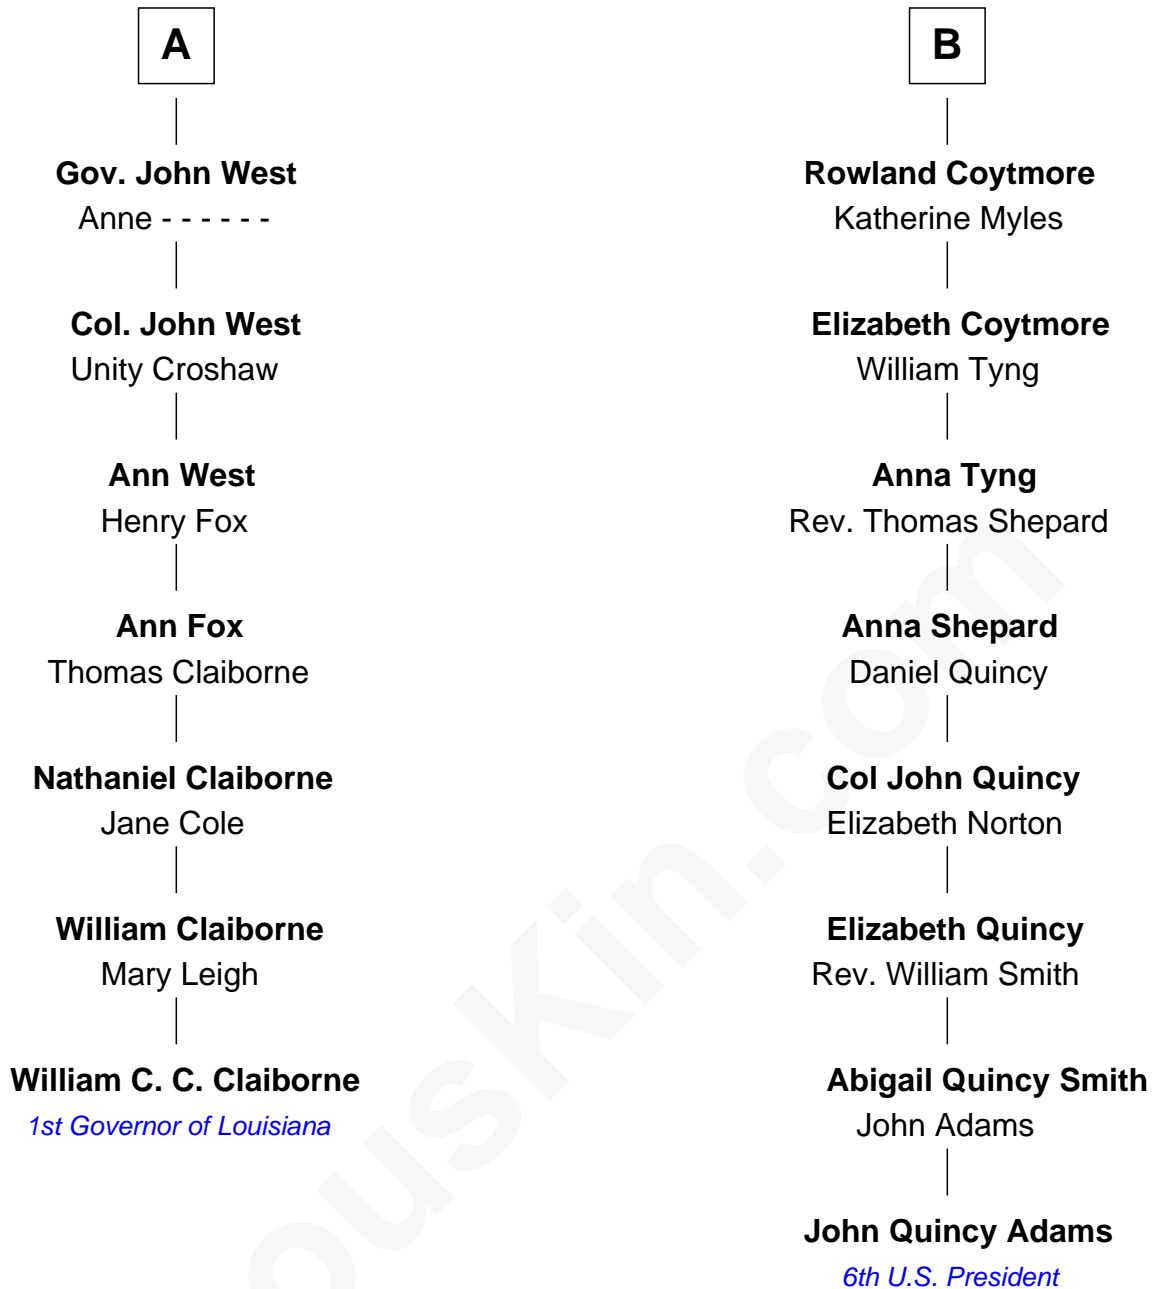 A
Gov. John West
Anne - - - - - -
Col. John West
Unity Croshaw
Ann West
Henry Fox
Ann Fox
Thomas Claiborne
Nathaniel Claiborne
Jane Cole
William Claiborne
Mary Leigh
William C. C. Claiborne
1st Governor of Louisiana
B
Rowland Coytmore
Katherine Myles
Elizabeth Coytmore
William Tyng
Anna Tyng
Rev. Thomas Shepard
Anna Shepard
Daniel Quincy
Col John Quincy
Elizabeth Norton
Elizabeth Quincy
Rev. William Smith
Abigail Quincy Smith
John Adams
John Quincy Adams
6th U.S. President
ousKin.com